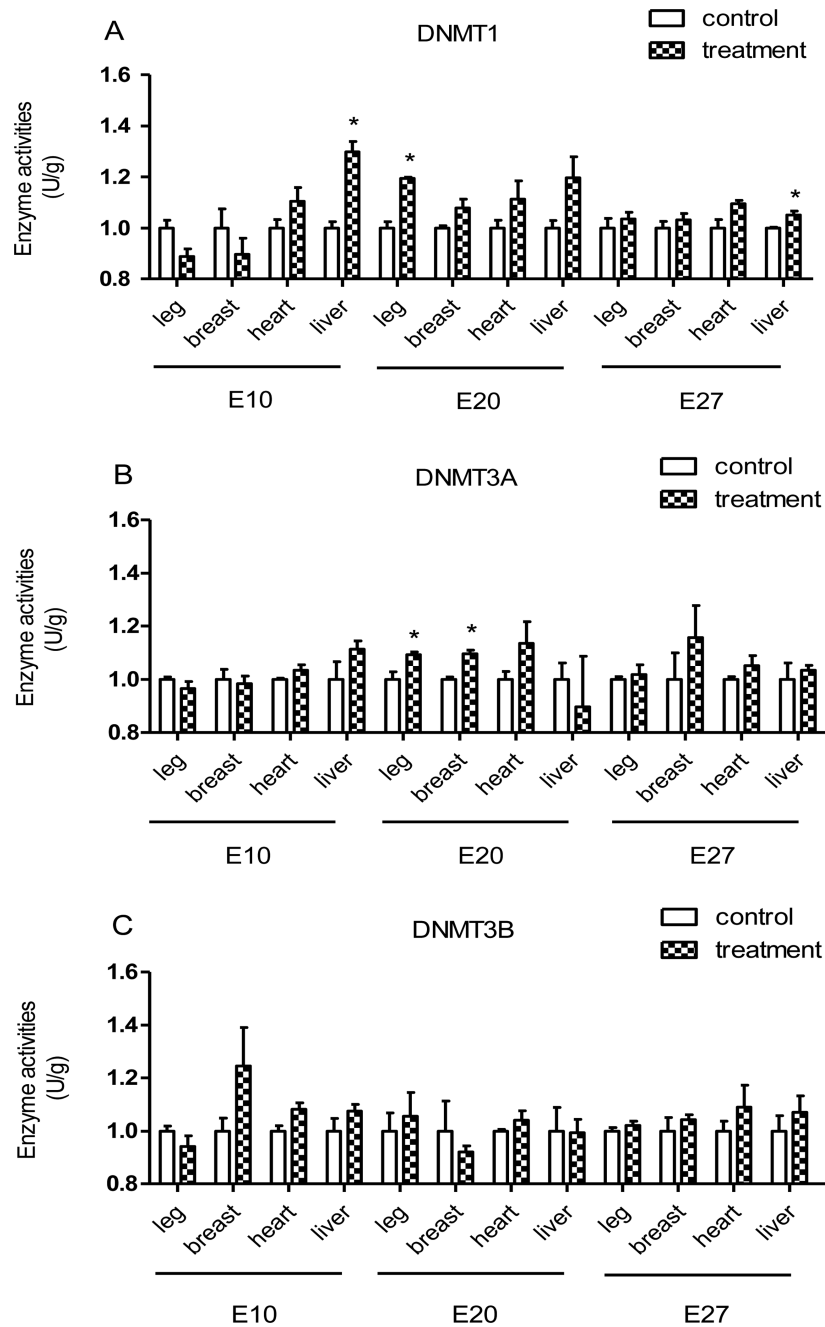 A
DNMT1
control
treatment
Enzyme activities
(U/g)
1.6
1.4
1.2
1.0
0.8
*
*
*
leg
breast
heart
liver
leg
breast
heart
liver
leg
breast
heart
liver
E10
E20
E27
B
DNMT3A
control
treatment
Enzyme activities
(U/g)
1.6
1.4
1.2
1.0
0.8
*
*
leg
breast
heart
liver
leg
breast
heart
liver
leg
breast
heart
liver
E10
E20
E27
C
DNMT3B
control
treatment
Enzyme activities
(U/g)
1.6
1.4
1.2
1.0
0.8
leg
breast
heart
liver
leg
breast
heart
liver
leg
breast
heart
liver
E10
E20
E27